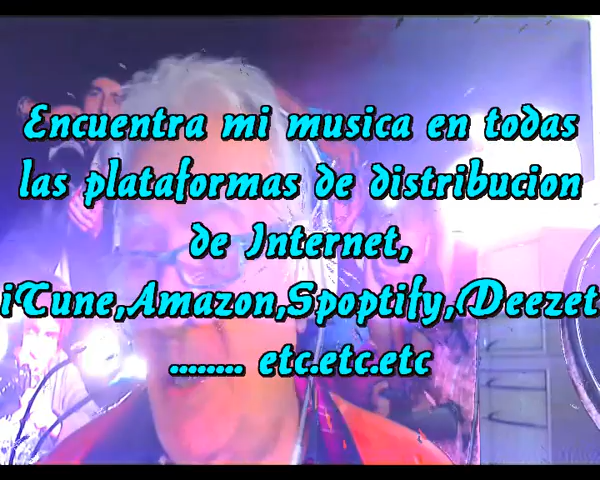 Encuentra mi musica en todas
las plataformas de distribucion
de Internet,
iTune,Amazon,Spoptify,Deezet
........ etc.etc.etc